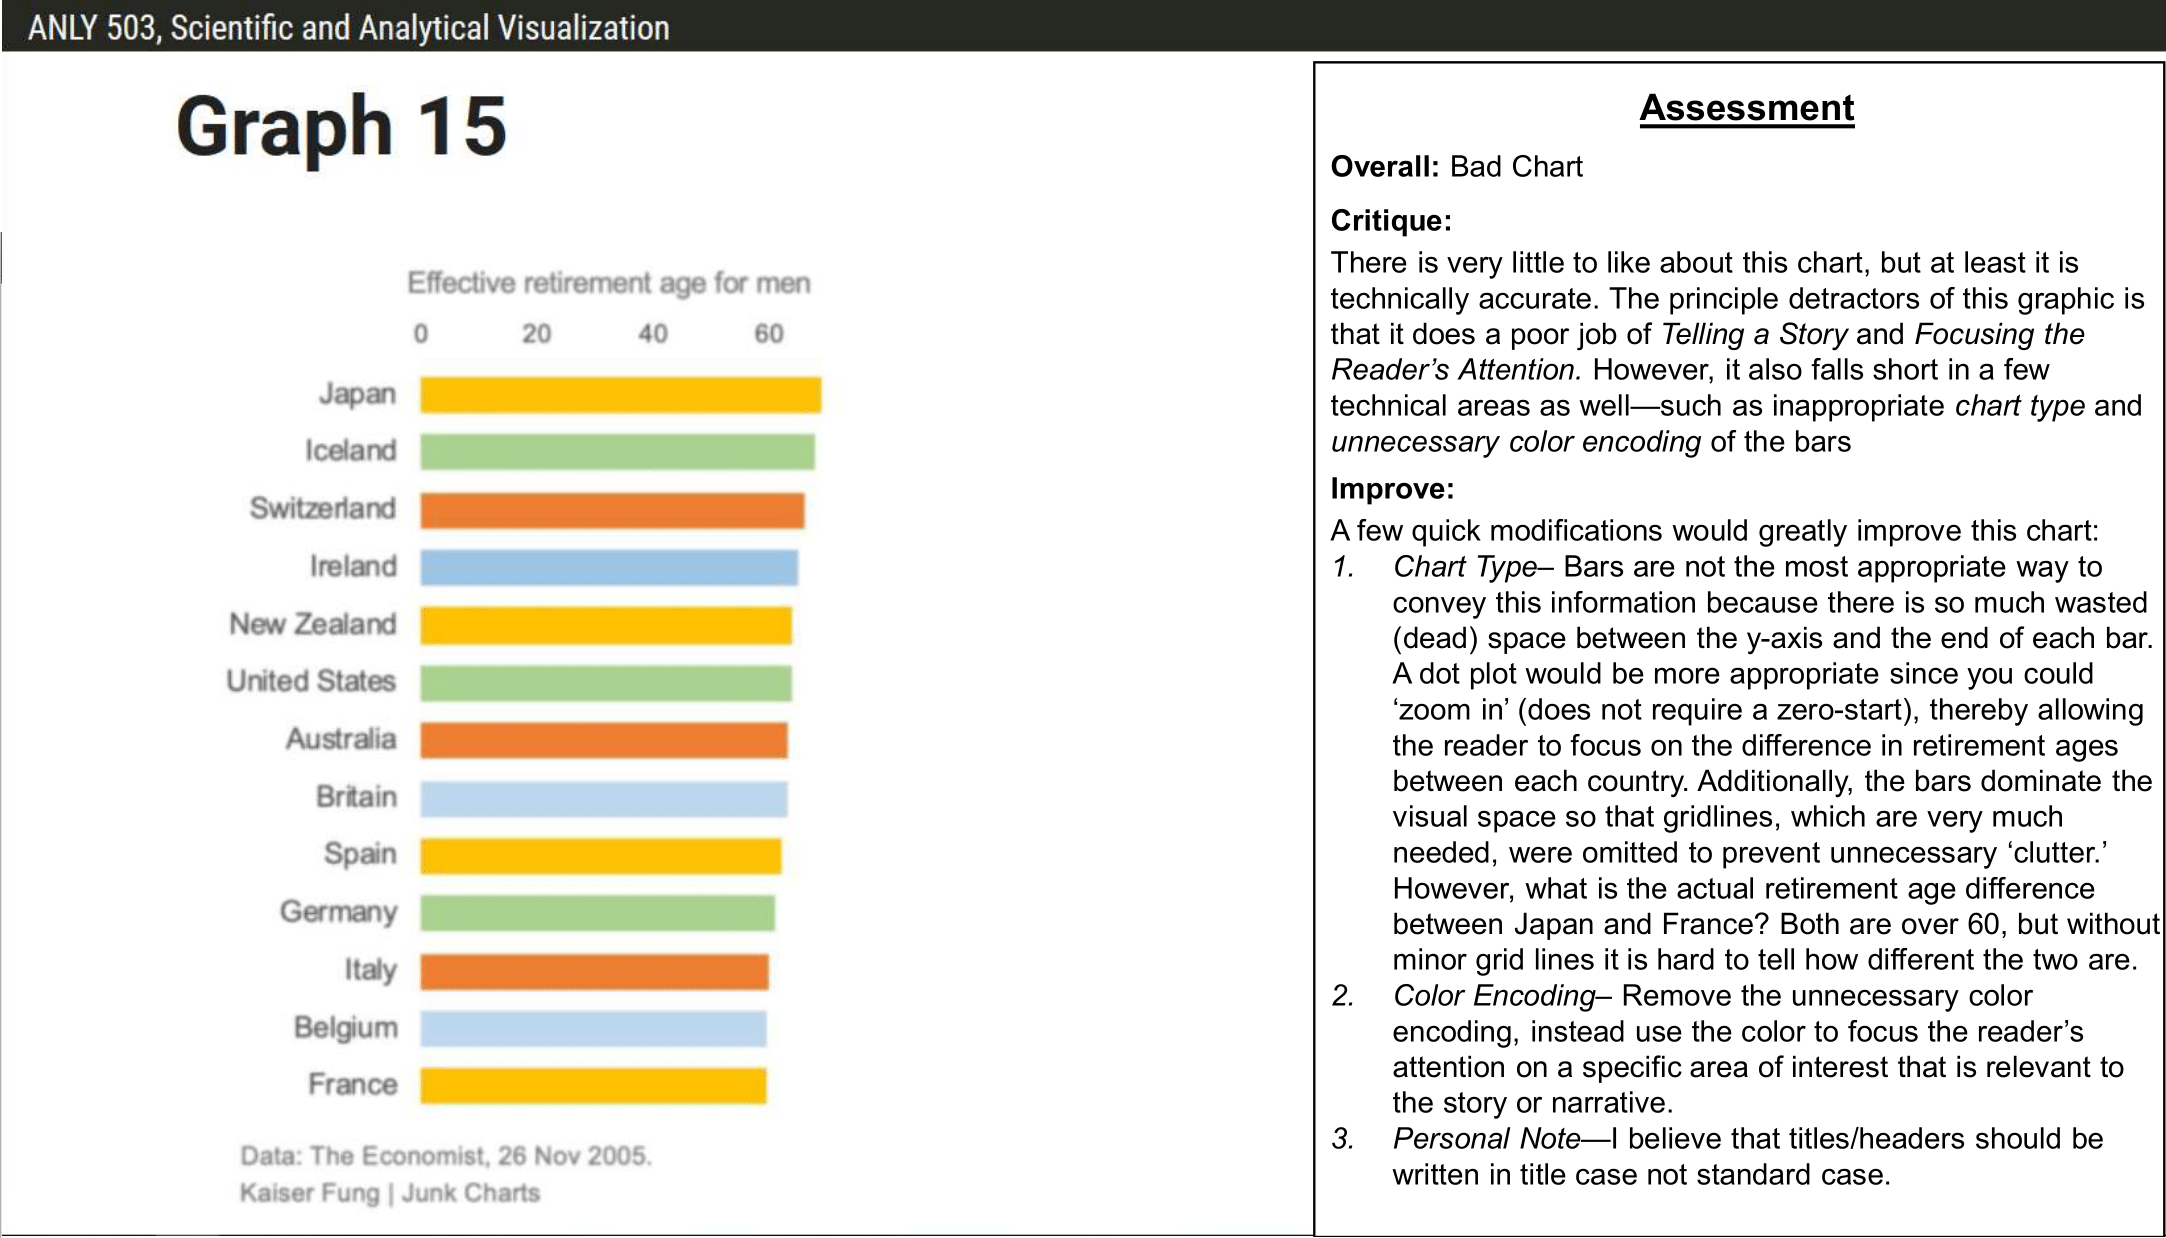 ANLY 503, Scientific and Analytical Visualization
Graph 15
Effective retirement age for men
0 20 40 60
Japan
Iceland
Switzerland
Ireland
New Zealand
United States
Australia
Britain
Spain
Germany
Italy
Belgium
France
Data: The Economist, 26 Nov 2005.
Kaiser Fung | Junk Charts
Assessment
Overall: Bad Chart
Critique:
There is very little to like about this chart, but at least it is
technically accurate. The principle detractors of this graphic is
that it does a poor job of Telling a Story and Focusing the
Reader’s Attention. However, it also falls short in a few
technical areas as well—such as inappropriate chart type and
unnecessary color encoding of the bars
Improve:
A few quick modifications would greatly improve this chart:
1. Chart Type– Bars are not the most appropriate way to
convey this information because there is so much wasted
(dead) space between the y-axis and the end of each bar.
A dot plot would be more appropriate since you could
‘zoom in’ (does not require a zero-start), thereby allowing
the reader to focus on the difference in retirement ages
between each country. Additionally, the bars dominate the
visual space so that gridlines, which are very much
needed, were omitted to prevent unnecessary ‘clutter.’
However, what is the actual retirement age difference
between Japan and France? Both are over 60, but without
minor grid lines it is hard to tell how different the two are.
2. Color Encoding– Remove the unnecessary color
encoding, instead use the color to focus the reader’s
attention on a specific area of interest that is relevant to
the story or narrative.
3. Personal Note—I believe that titles/headers should be
written in title case not standard case.